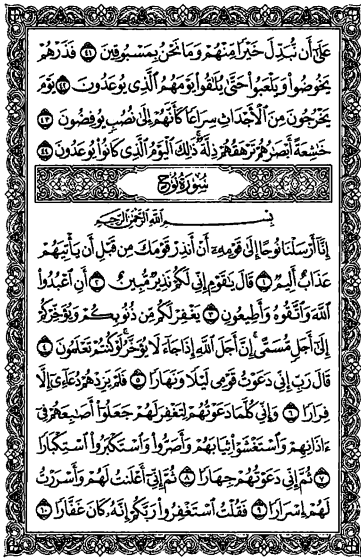 عَلَىٰٓ أَن نُّبَدِّلَ خَيْرًا مِّنْهُمْ وَمَا نَحْنُ بِمَسْبُوقِينَ ٤١ فَذَرْهُمْ
يَخُوضُوا۟ وَيَلْعَبُوا۟ حَتَّىٰ يُلَٰقُوا۟ يَوْمَهُمُ ٱلَّذِى يُوعَدُونَ ٤٢ يَوْمَ
يَخْرُجُونَ مِنَ ٱلْأَجْدَاثِ سِرَاعًا كَأَنَّهُمْ إِلَىٰ نُصُبٍ يُوفِضُونَ ٤٣
خَٰشِعَةً أَبْصَٰرُهُمْ تَرْهَقُهُمْ ذِلَّةٌ ۚ ذَٰلِكَ ٱلْيَوْمُ ٱلَّذِى كَانُوا۟ يُوعَدُونَ ٤٤
سُورَةُ نُوحٍ
بِسْمِ ٱللَّهِ ٱلرَّحْمَٰنِ ٱلرَّحِيمِ
إِنَّآ أَرْسَلْنَا نُوحًا إِلَىٰ قَوْمِهِۦٓ أَنْ أَنذِرْ قَوْمَكَ مِن قَبْلِ أَن يَأْتِيَهُمْ
عَذَابٌ أَلِيمٌ ١ قَالَ يَٰقَوْمِ إِنِّى لَكُمْ نَذِيرٌ مُّبِينٌ ٢ أَنِ ٱعْبُدُوا۟
ٱللَّهَ وَٱتَّقُوهُ وَأَطِيعُونِ ٣ يَغْفِرْ لَكُم مِّن ذُنُوبِكُمْ وَيُؤَخِّرْكُمْ
إِلَىٰٓ أَجَلٍ مُّسَمًّى ۚ إِنَّ أَجَلَ ٱللَّهِ إِذَا جَآءَ لَا يُؤَخَّرُ ۖ لَوْ كُنتُمْ تَعْلَمُونَ ٤
قَالَ رَبِّ إِنِّى دَعَوْتُ قَوْمِى لَيْلًا وَنَهَارًا ٥ فَلَمْ يَزِدْهُمْ دُعَآءِىٓ إِلَّا
فِرَارًا ٦ وَإِنِّى كُلَّمَا دَعَوْتُهُمْ لِتَغْفِرَ لَهُمْ جَعَلُوٓا۟ أَصَٰبِعَهُمْ فِىٓ
ءَاذَانِهِمْ وَٱسْتَغْشَوْا۟ ثِيَابَهُمْ وَأَصَرُّوا۟ وَٱسْتَكْبَرُوا۟ ٱسْتِكْبَارًا
٧ ثُمَّ إِنِّى دَعَوْتُهُمْ جِهَارًا ٨ ثُمَّ إِنِّىٓ أَعْلَنتُ لَهُمْ وَأَسْرَرْتُ
لَهُمْ إِسْرَارًا ٩ فَقُلْتُ ٱسْتَغْفِرُوا۟ رَبَّكُمْ إِنَّهُۥ كَانَ غَفَّارًا ١٠